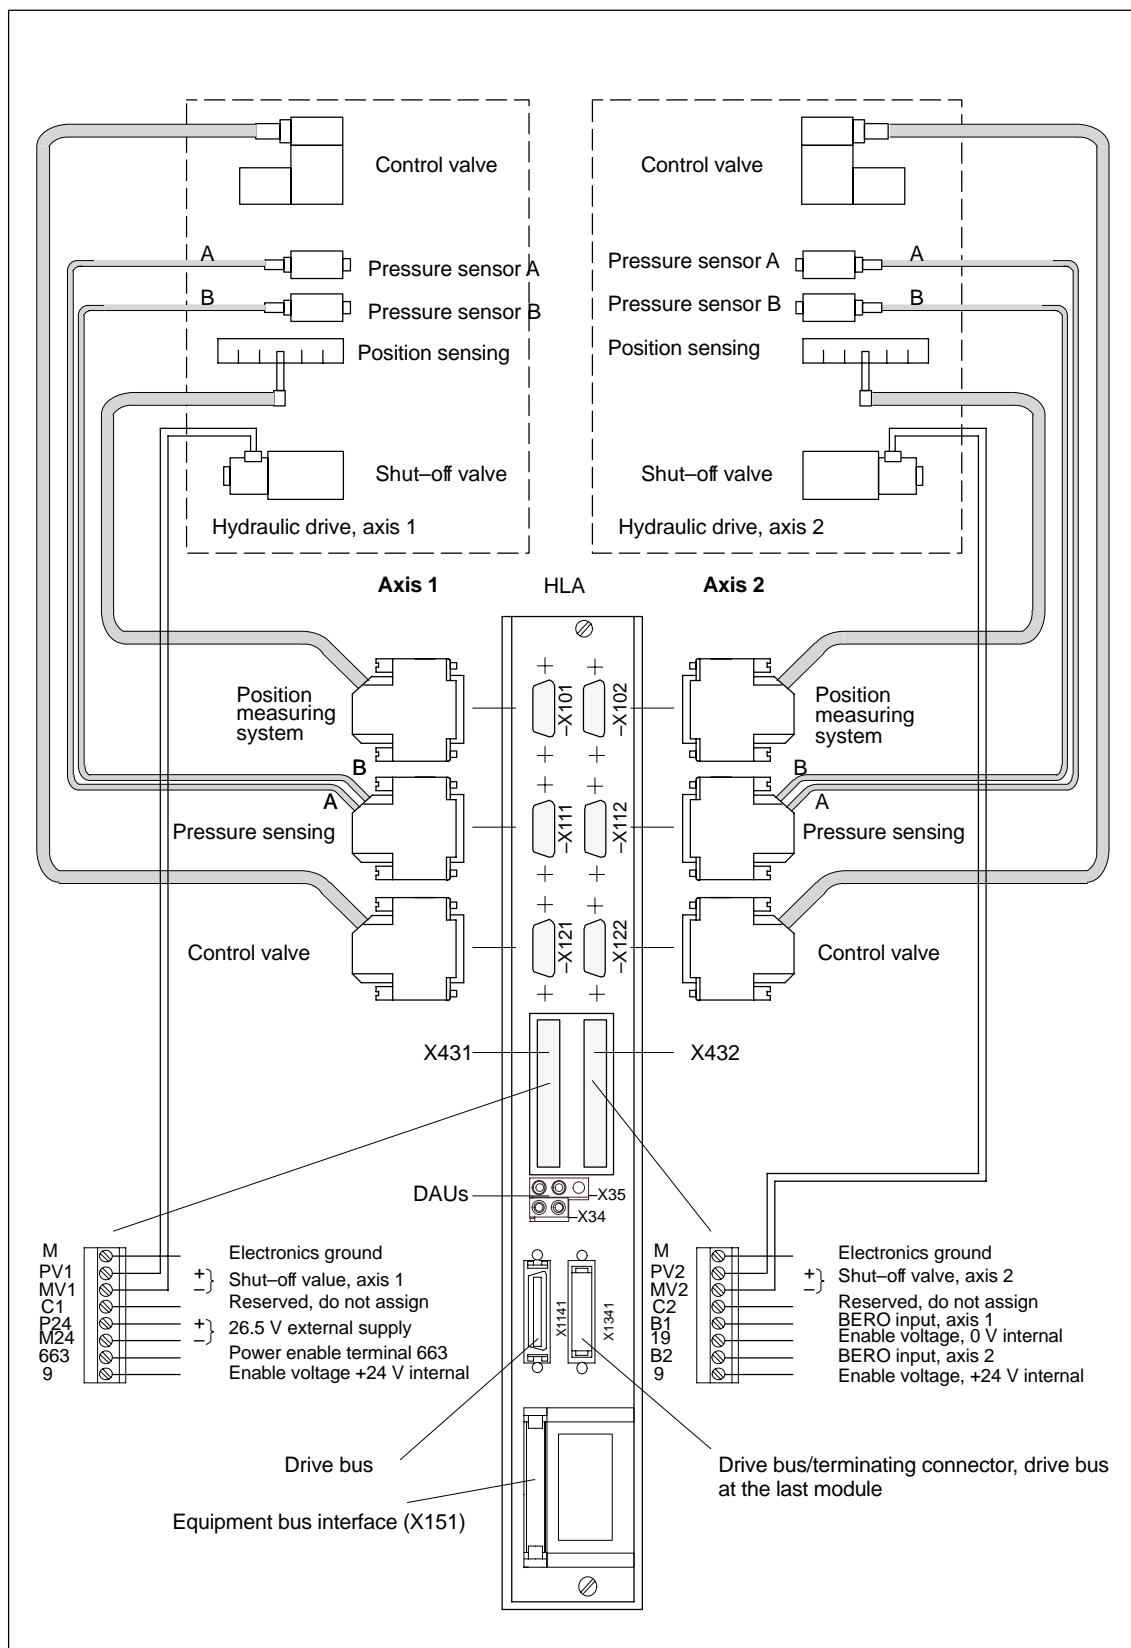 Control valve
Control valve
A
Pressure sensor A
Pressure sensor A
A
B
Pressure sensor B
Pressure sensor B
B
Position sensing
Position sensing
Shut–off valve
Shut–off valve
Hydraulic drive, axis 1
Hydraulic drive, axis 2
Axis 1
HLA
Axis 2
Position
measuring
system
–X101
–X102
Position
measuring
system
B
A
Pressure sensing
–X111
–X112
B
A
Pressure sensing
Control valve
–X121
–X122
Control valve
X431
X432
DAUs
X35
X34
M
Electronics ground
PV1
+
Shut–off value, axis 1
MV1
–
C1
Reserved, do not assign
P24
+
26.5 V external supply
M24
–
663
Power enable terminal 663
9
Enable voltage +24 V internal
X1141
X1341
M
Electronics ground
PV2
+
Shut–off valve, axis 2
MV2
–
C2
Reserved, do not assign
B1
BERO input, axis 1
19
Enable voltage, 0 V internal
B2
BERO input, axis 2
9
Enable voltage, +24 V internal
Drive bus
Drive bus/terminating connector, drive bus
at the last module
Equipment bus interface (X151)